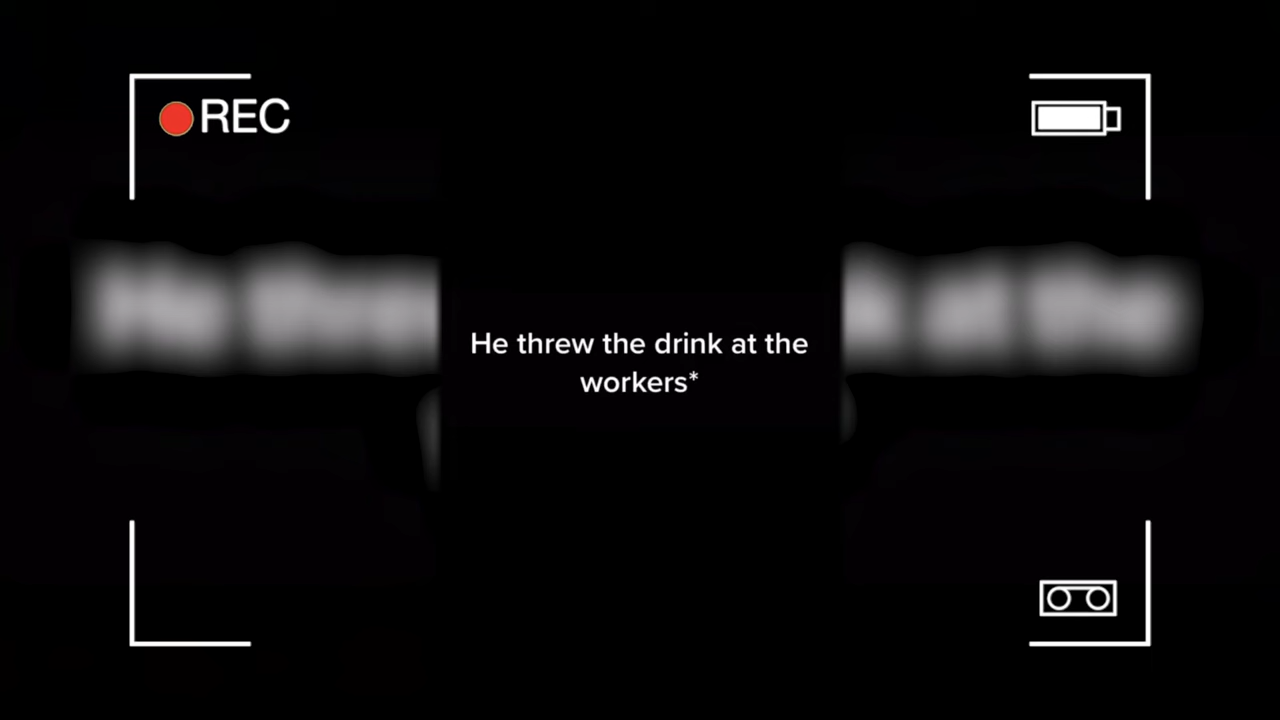 REC
He threw the drink at the
workers*